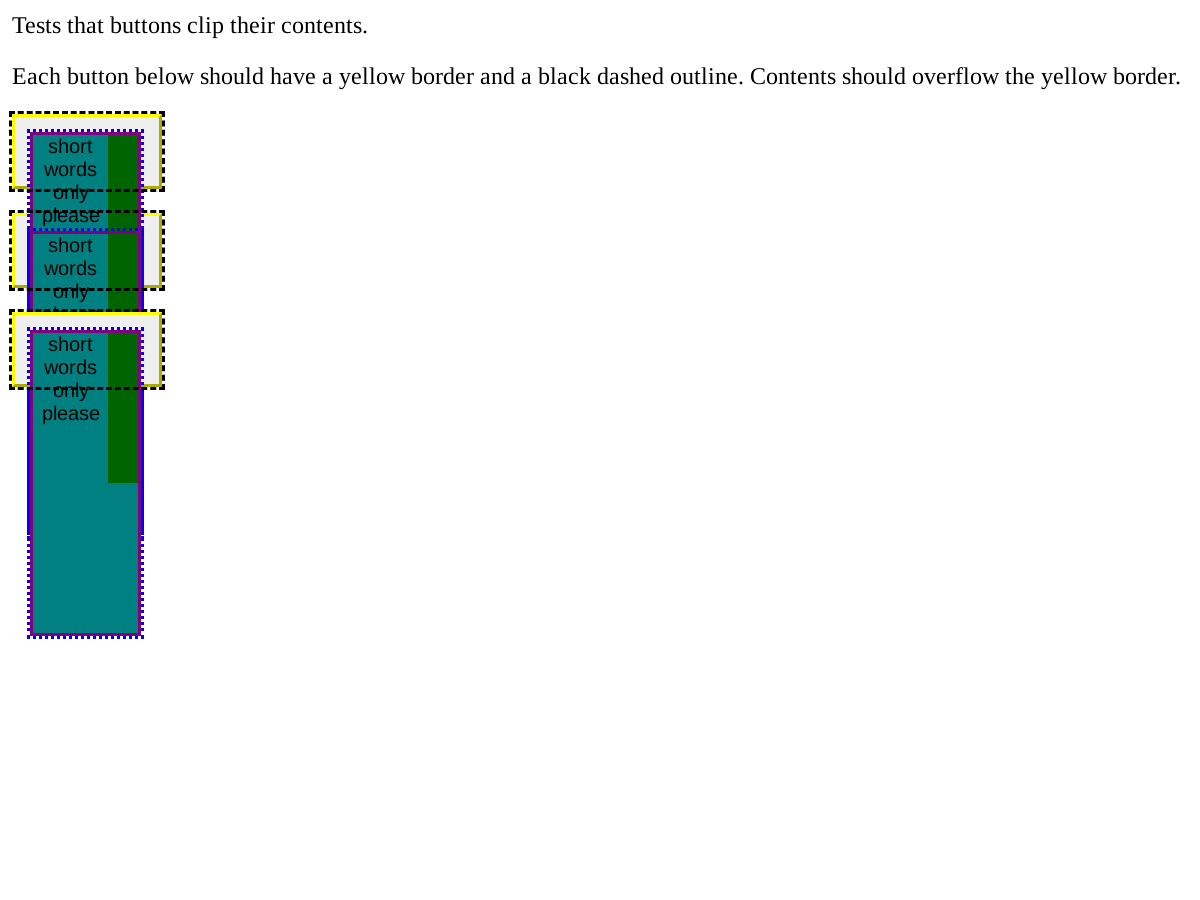 Tests that buttons clip their contents.
Each button below should have a yellow border and a black dashed outline. Contents should overflow the yellow border.
short
words
only
please
short
words
only
short
words
only
please